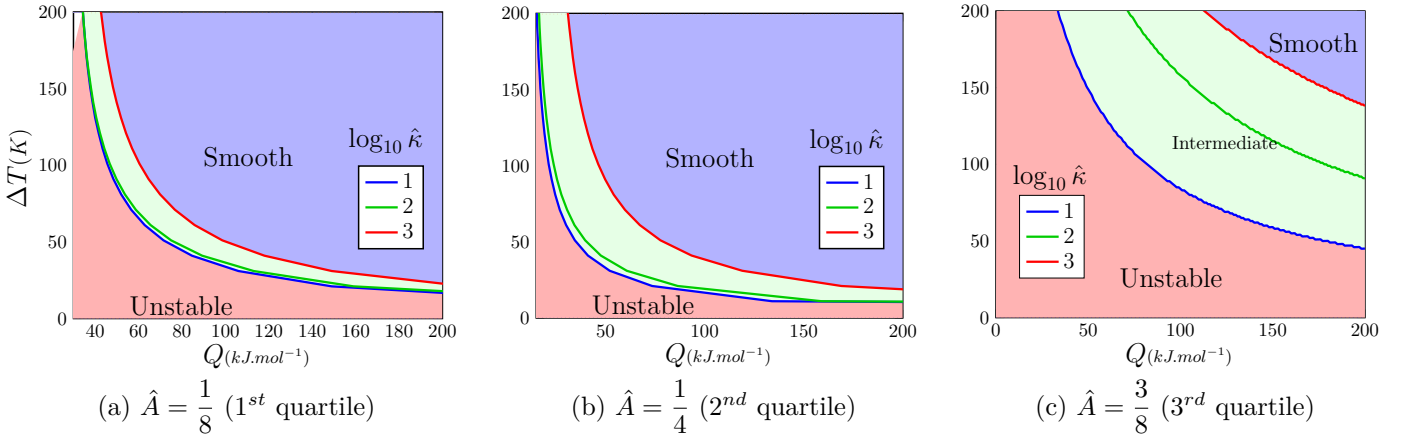 200
150
100
50
0
ΔT(K)
Smooth
Unstable
log₁₀ κ̂
1
2
3
40 60 80 100 120 140 160 180 200
Q(kJ.mol⁻¹)
(a) Â = 1/8 (1ˢᵗ quartile)
200
150
100
50
0
Smooth
Unstable
log₁₀ κ̂
1
2
3
50 100 150 200
Q(kJ.mol⁻¹)
(b) Â = 1/4 (2ⁿᵈ quartile)
200
150
100
50
0
Smooth
Intermediate
Unstable
log₁₀ κ̂
1
2
3
0 50 100 150 200
Q(kJ.mol⁻¹)
(c) Â = 3/8 (3ʳᵈ quartile)